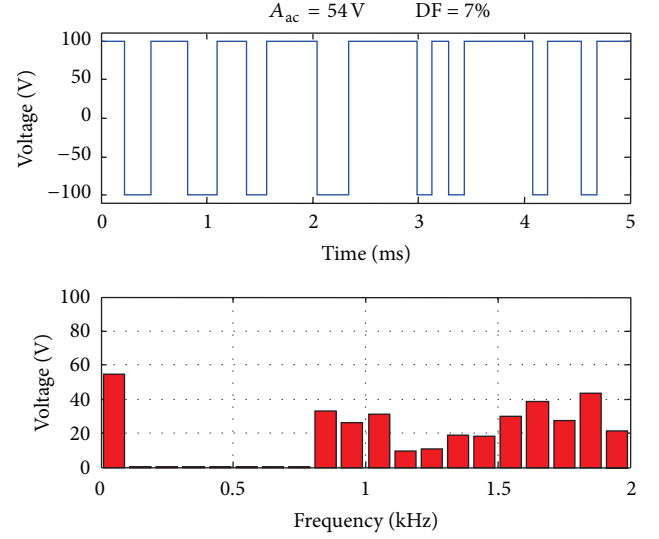 A_ac = 54 V DF = 7%
100
50
0
−50
−100
Voltage (V)
0 1 2 3 4 5
Time (ms)
100
80
60
40
20
0
Voltage (V)
0 0.5 1 1.5 2
Frequency (kHz)